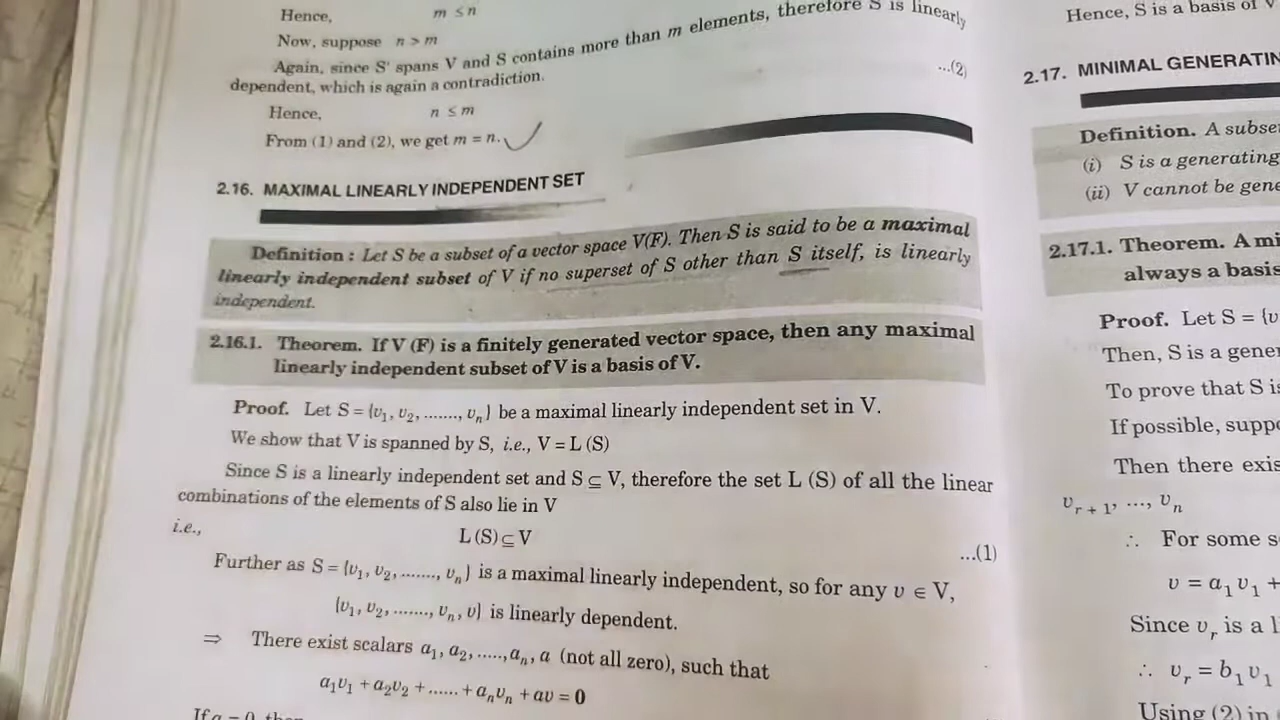 Hence, m ≤ n
Now, suppose n > m
Again, since S' spans V and S contains more than m elements, therefore S is linearly
dependent, which is again a contradiction. ...(2)
Hence, n ≤ m
From (1) and (2), we get m = n.
2.16. MAXIMAL LINEARLY INDEPENDENT SET
Definition : Let S be a subset of a vector space V(F). Then S is said to be a maximal
linearly independent subset of V if no superset of S other than S itself, is linearly
independent.
2.16.1. Theorem. If V (F) is a finitely generated vector space, then any maximal
linearly independent subset of V is a basis of V.
Proof. Let S = {v₁, v₂, ......., vₙ} be a maximal linearly independent set in V.
We show that V is spanned by S, i.e., V = L (S)
Since S is a linearly independent set and S ⊆ V, therefore the set L (S) of all the linear
combinations of the elements of S also lie in V
i.e., L (S) ⊆ V ...(1)
Further as S = {v₁, v₂, ......., vₙ} is a maximal linearly independent, so for any v ∈ V,
{v₁, v₂, ......., vₙ, v} is linearly dependent.
⇒ There exist scalars a₁, a₂, ....., aₙ, a (not all zero), such that
a₁v₁ + a₂v₂ + ...... + aₙvₙ + av = 0
If a = 0, then
Hence, S is a basis of V
2.17. MINIMAL GENERATIN
Definition. A subse
(i) S is a generating
(ii) V cannot be gene
2.17.1. Theorem. A mi
always a basis
Proof. Let S = {v
Then, S is a gener
To prove that S is
If possible, suppo
Then there exis
vᵣ₊₁, ..., vₙ
∴ For some s
v = a₁v₁ +
Since vᵣ is a li
∴ vᵣ = b₁v₁
Using (2) in